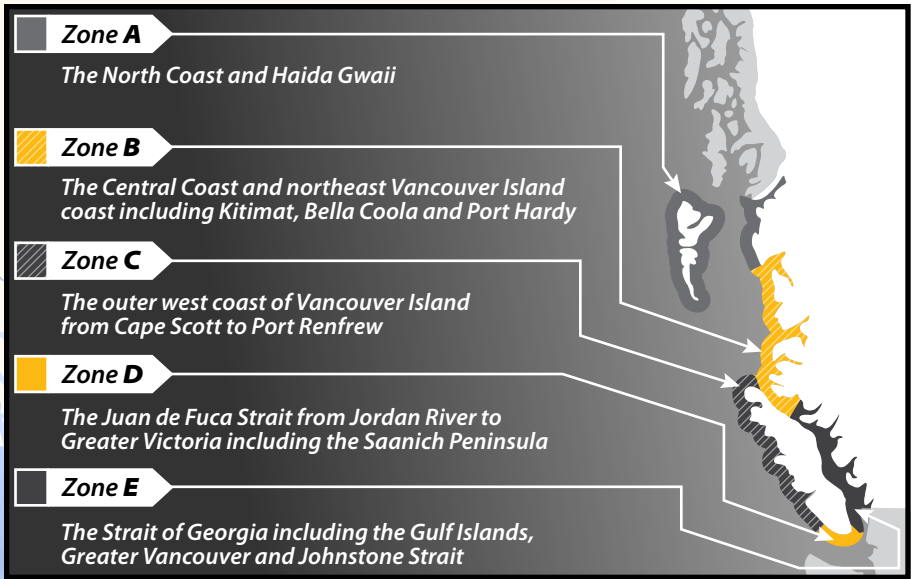 Zone A
The North Coast and Haida Gwaii
Zone B
The Central Coast and northeast Vancouver Island
coast including Kitimat, Bella Coola and Port Hardy
Zone C
The outer west coast of Vancouver Island
from Cape Scott to Port Renfrew
Zone D
The Juan de Fuca Strait from Jordan River to
Greater Victoria including the Saanich Peninsula
Zone E
The Strait of Georgia including the Gulf Islands,
Greater Vancouver and Johnstone Strait